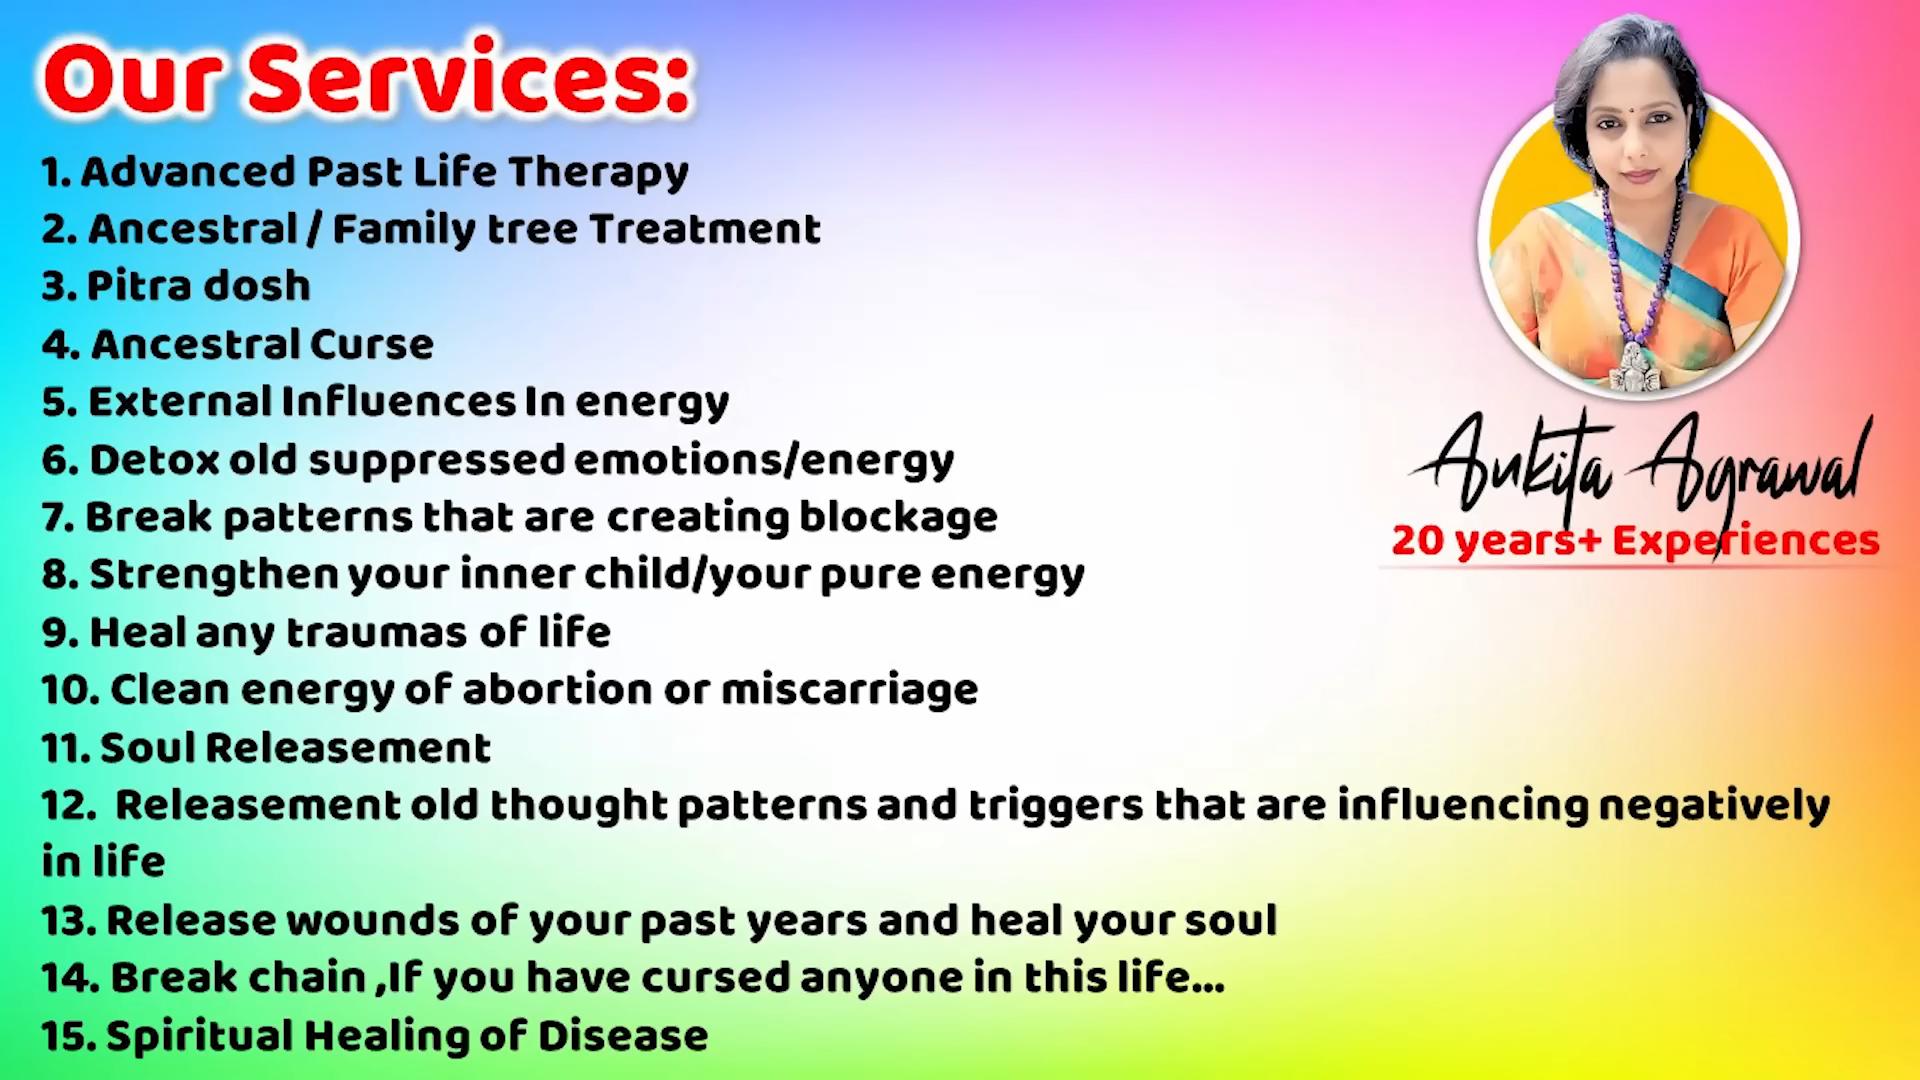 Our Services:
1. Advanced Past Life Therapy
2. Ancestral / Family tree Treatment
3. Pitra dosh
4. Ancestral Curse
5. External Influences In energy
6. Detox old suppressed emotions/energy
7. Break patterns that are creating blockage
8. Strengthen your inner child/your pure energy
9. Heal any traumas of life
10. Clean energy of abortion or miscarriage
11. Soul Releasement
12. Releasement old thought patterns and triggers that are influencing negatively
in life
13. Release wounds of your past years and heal your soul
14. Break chain ,If you have cursed anyone in this life...
15. Spiritual Healing of Disease
Ankita Agrawal
20 years+ Experiences